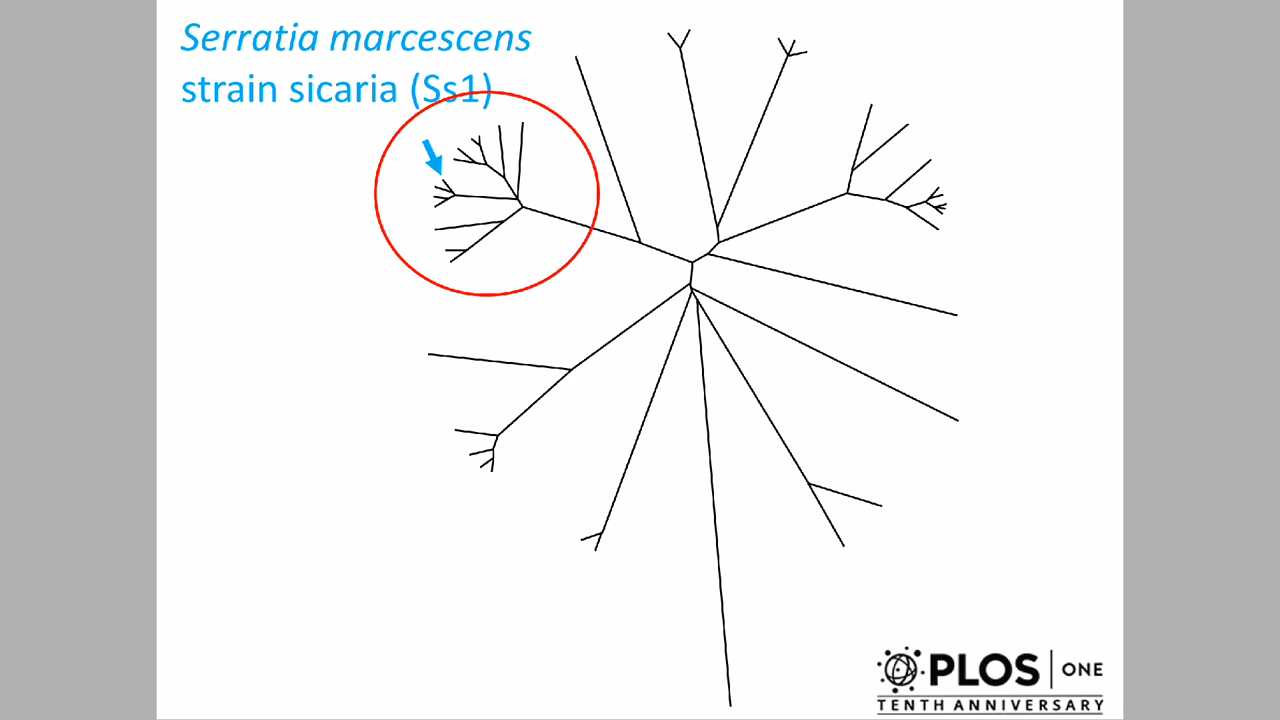 Serratia marcescens
strain sicaria (Ss1)
PLOS ONE
TENTH ANNIVERSARY